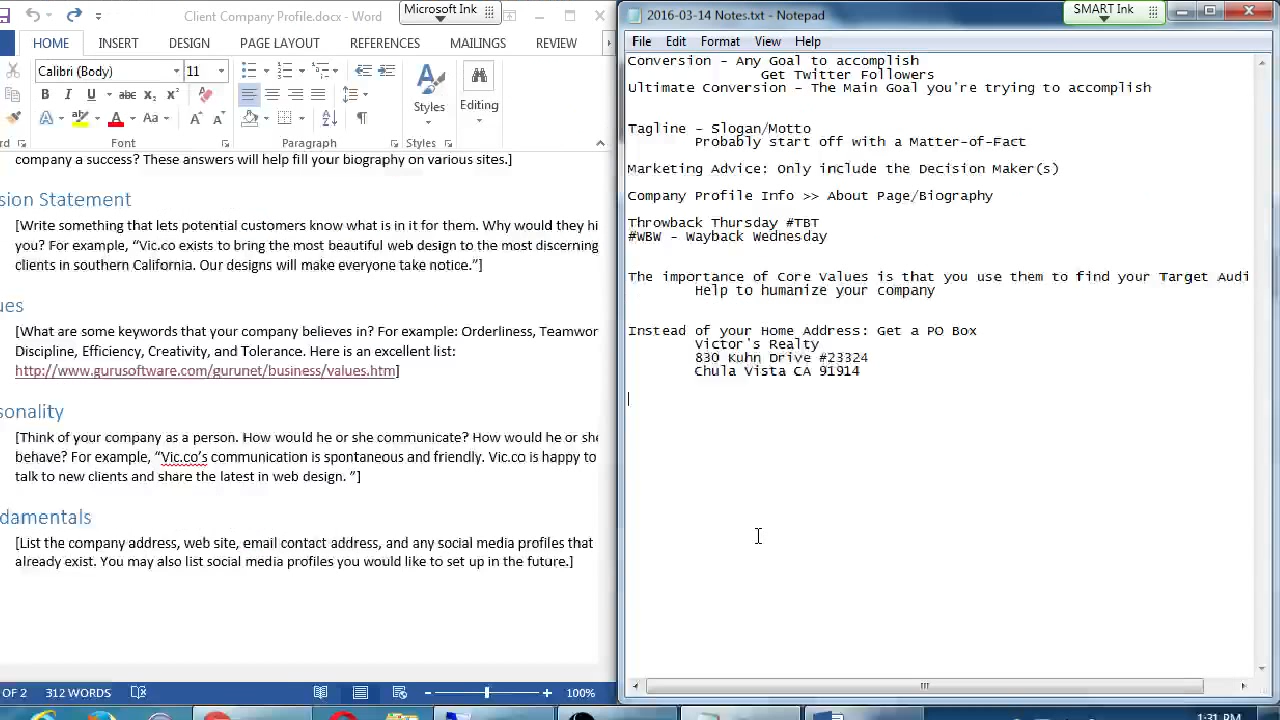 Client Company Profile.docx - Word
Microsoft Ink
HOME INSERT DESIGN PAGE LAYOUT REFERENCES MAILINGS REVIEW
Calibri (Body) 11
Styles
Editing
Font Paragraph Styles
company a success? These answers will help fill your biography on various sites.]
sion Statement
[Write something that lets potential customers know what is in it for them. Why would they hi
you? For example, “Vic.co exists to bring the most beautiful web design to the most discerning
clients in southern California. Our designs will make everyone take notice.”]
ues
[What are some keywords that your company believes in? For example: Orderliness, Teamwor
Discipline, Efficiency, Creativity, and Tolerance. Here is an excellent list:
http://www.gurusoftware.com/gurunet/business/values.htm]
sonality
[Think of your company as a person. How would he or she communicate? How would he or she
behave? For example, “Vic.co’s communication is spontaneous and friendly. Vic.co is happy to
talk to new clients and share the latest in web design. ”]
damentals
[List the company address, web site, email contact address, and any social media profiles that
already exist. You may also list social media profiles you would like to set up in the future.]
OF 2 312 WORDS 100%
2016-03-14 Notes.txt - Notepad
SMART Ink
File Edit Format View Help
Conversion - Any Goal to accomplish
Get Twitter Followers
Ultimate Conversion - The Main Goal you're trying to accomplish
Tagline - Slogan/Motto
Probably start off with a Matter-of-Fact
Marketing Advice: Only include the Decision Maker(s)
Company Profile Info >> About Page/Biography
Throwback Thursday #TBT
#WBW - Wayback Wednesday
The importance of Core Values is that you use them to find your Target Audi
Help to humanize your company
Instead of your Home Address: Get a PO Box
Victor's Realty
830 Kuhn Drive #23324
Chula Vista CA 91914
1:31 PM